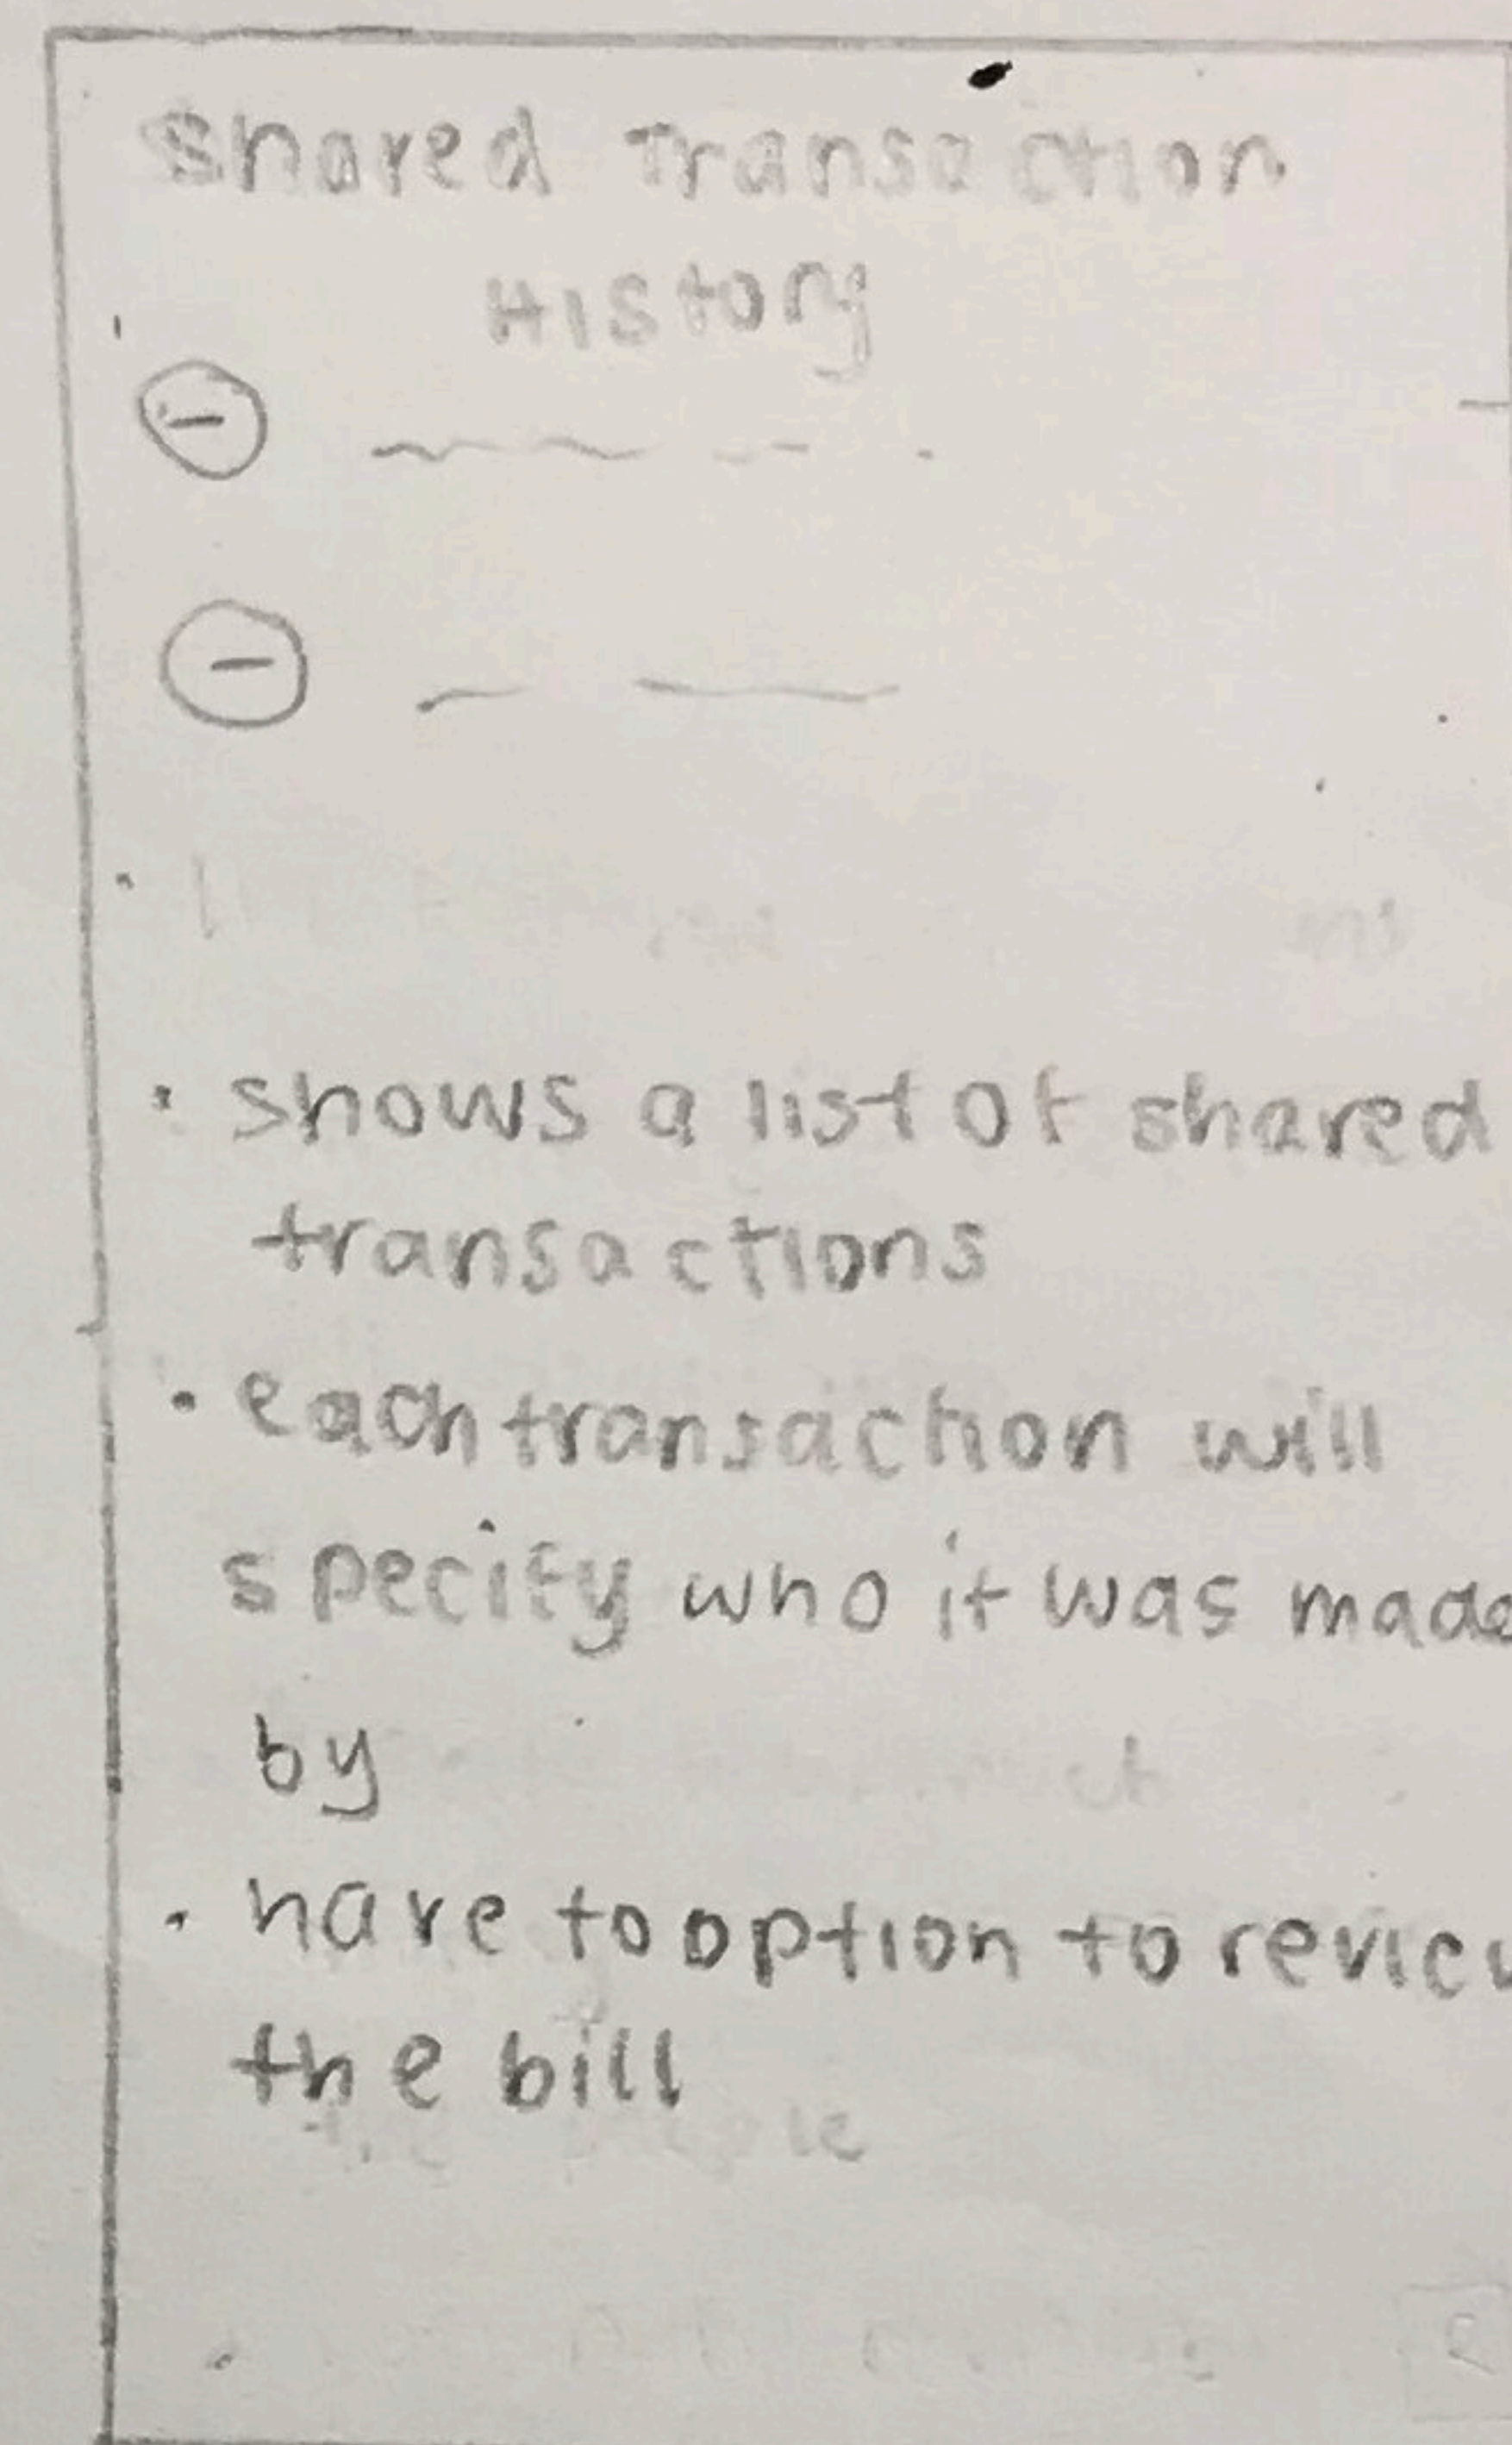 Shared Transaction
History
· shows a list of shared
transactions
· each transaction will
specify who it was made
by
· have to option to review
the bill